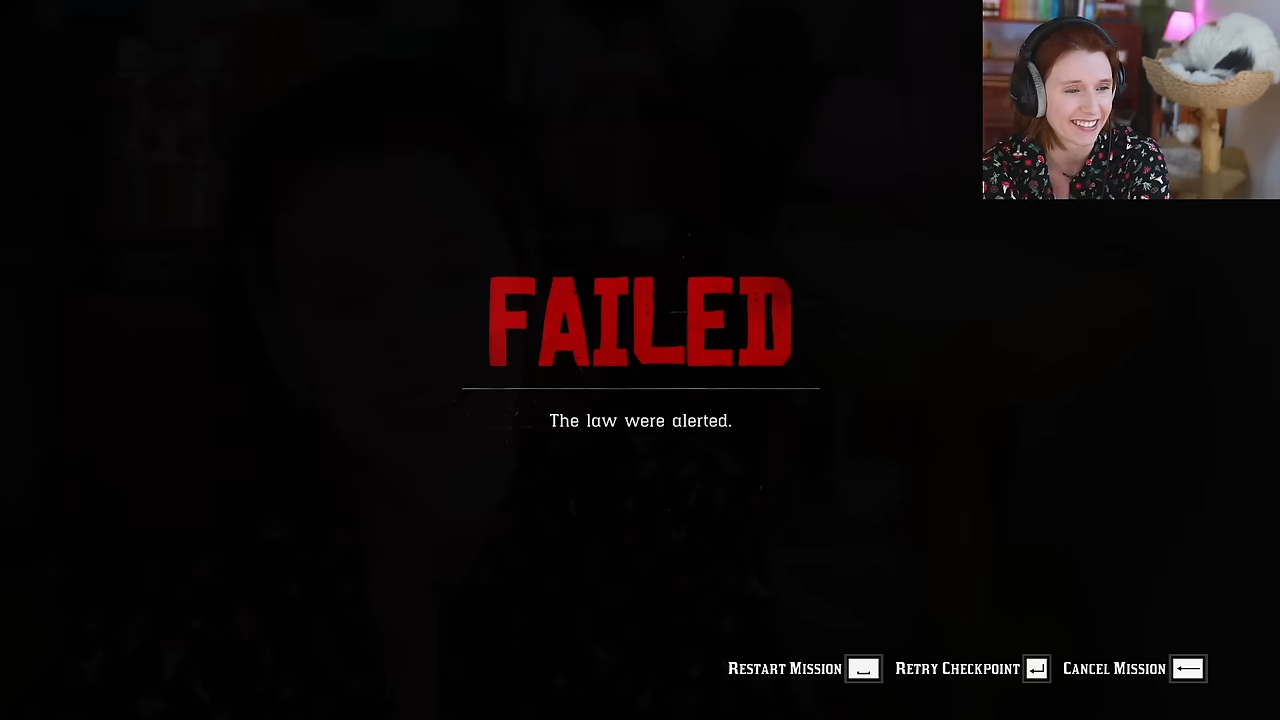 FAILED
The law were alerted.
Restart Mission Retry Checkpoint Cancel Mission